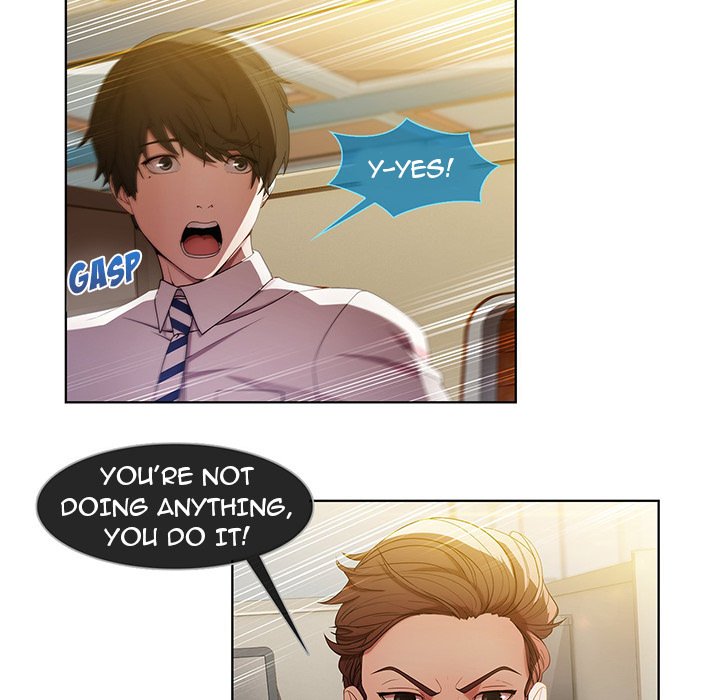 Y-YES!
GASP
YOU'RE NOT
DOING ANYTHING,
YOU DO IT!